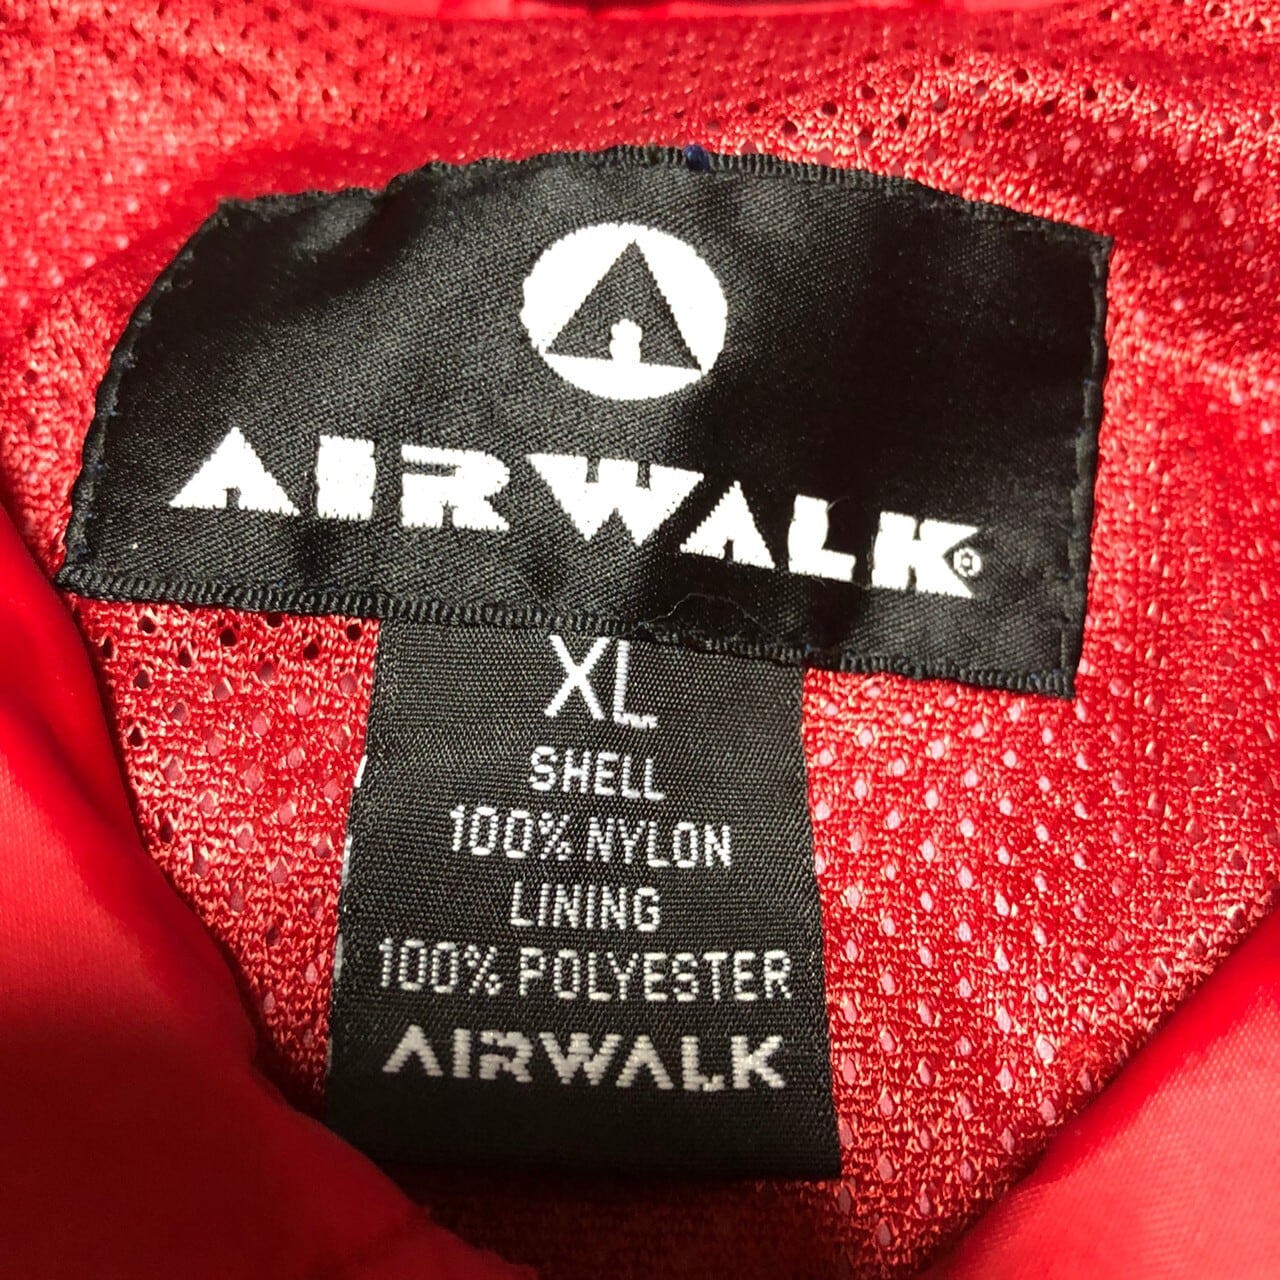 AIRWALK®
XL
SHELL
100% NYLON
LINING
100% POLYESTER
AIRWALK